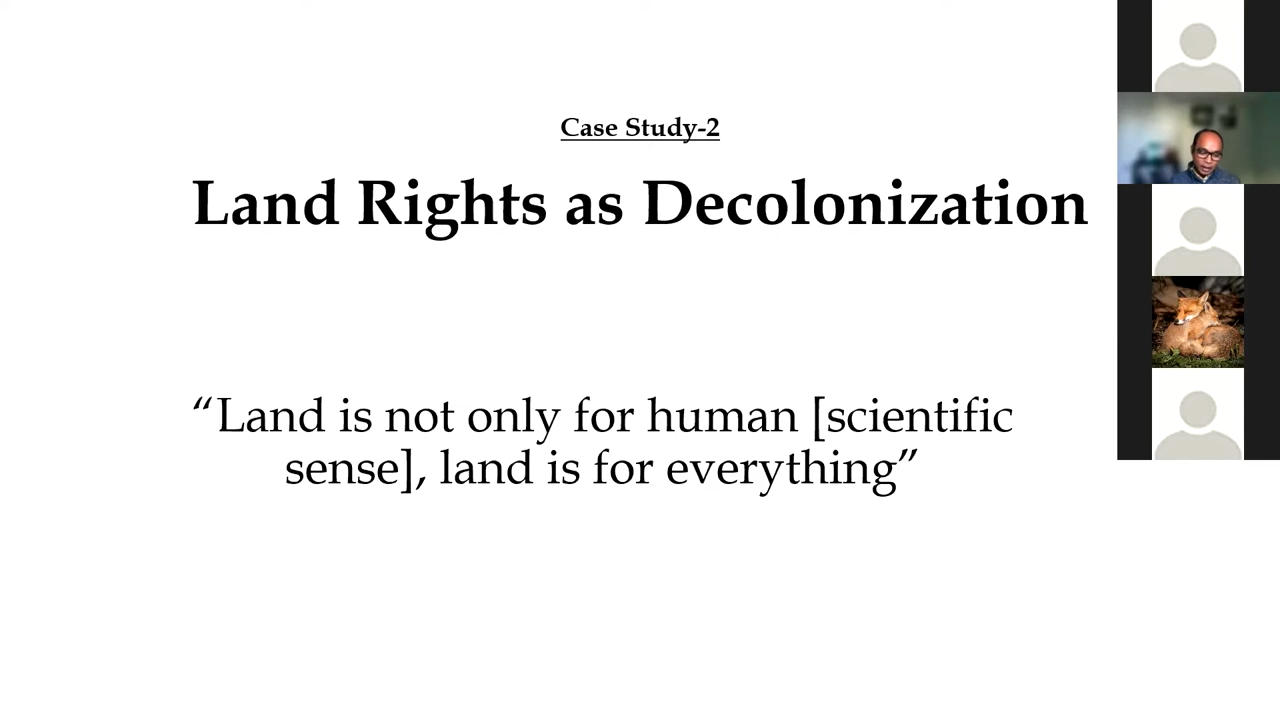 Case Study-2
Land Rights as Decolonization
“Land is not only for human [scientific
sense], land is for everything”